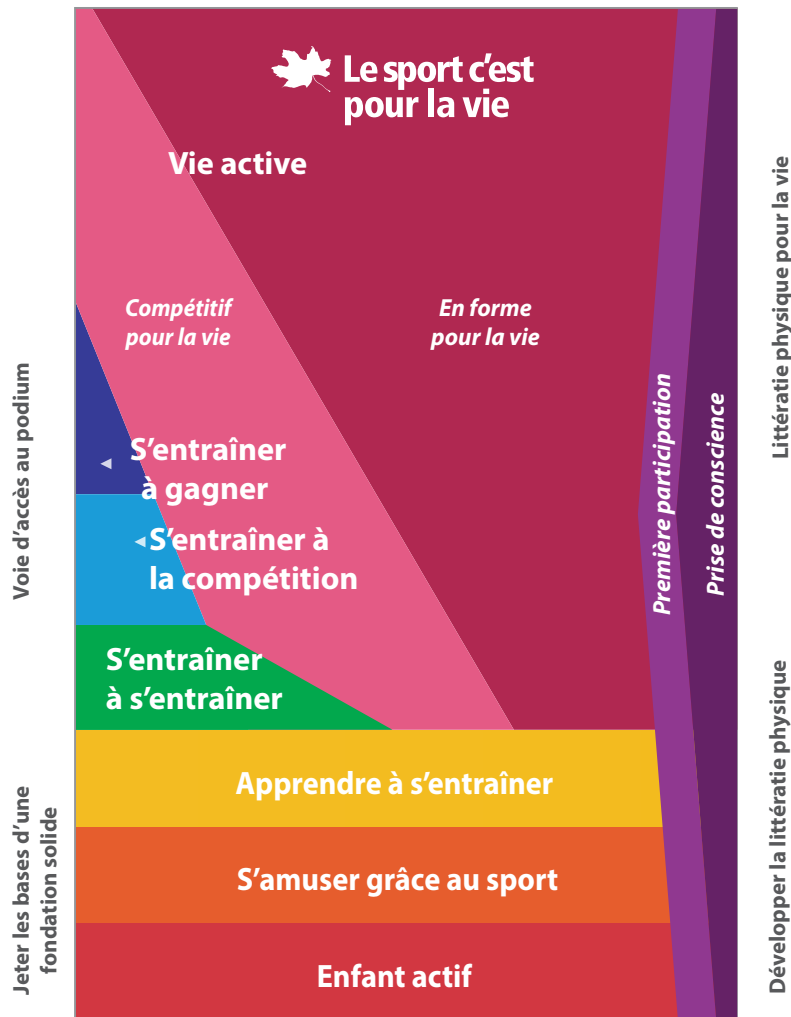 Le sport c'est
pour la vie
Vie active
Compétitif
pour la vie
En forme
pour la vie
S'entraîner
à gagner
S'entraîner à
la compétition
S'entraîner
à s'entraîner
Apprendre à s'entraîner
S'amuser grâce au sport
Enfant actif
Voie d'accès au podium
Jeter les bases d'une
fondation solide
Première participation
Prise de conscience
Littératie physique pour la vie
Développer la littératie physique